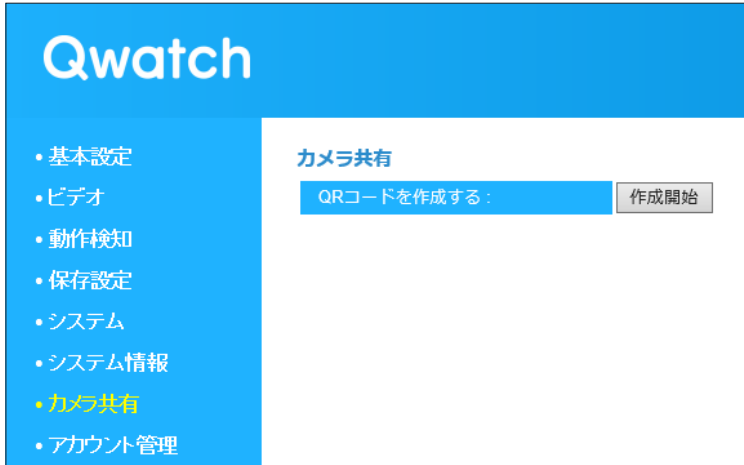 Qwatch
• 基本設定
• ビデオ
• 動作検知
• 保存設定
• システム
• システム情報
• カメラ共有
• アカウント管理
カメラ共有
QRコードを作成する :
作成開始